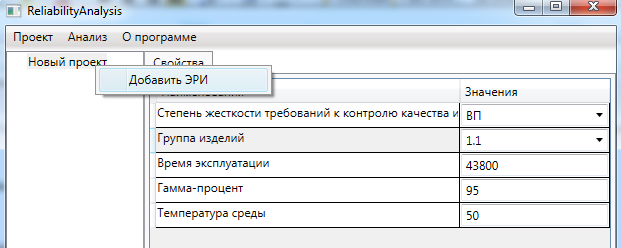 ReliabilityAnalysis
Проект Анализ О программе
Новый проект Свойства
Добавить ЭРИ
Значения
Степень жесткости требований к контролю качества и ВП
Группа изделий 1.1
Время эксплуатации 43800
Гамма-процент 95
Температура среды 50